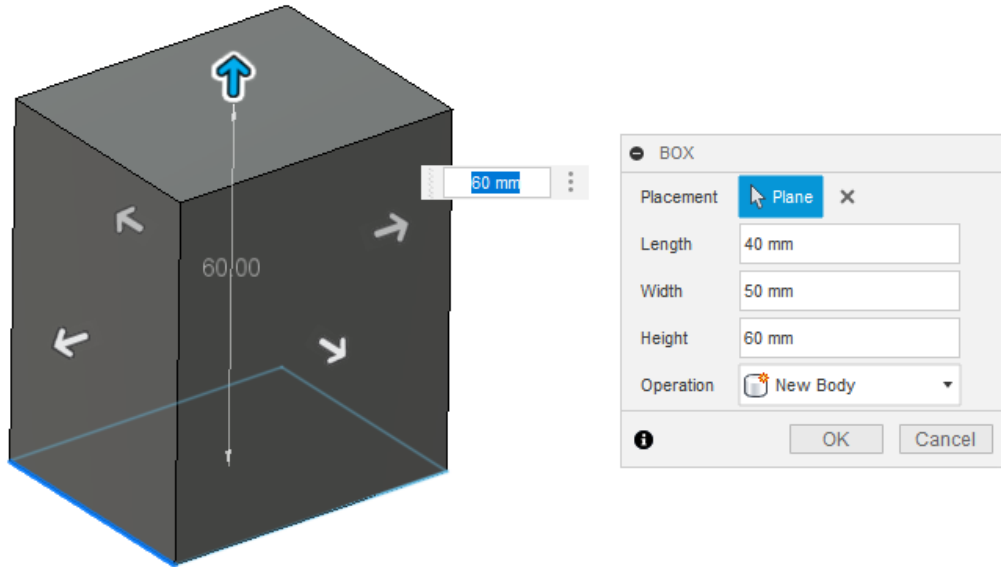 60.00
60 mm
BOX
Placement Plane
Length 40 mm
Width 50 mm
Height 60 mm
Operation New Body
OK Cancel